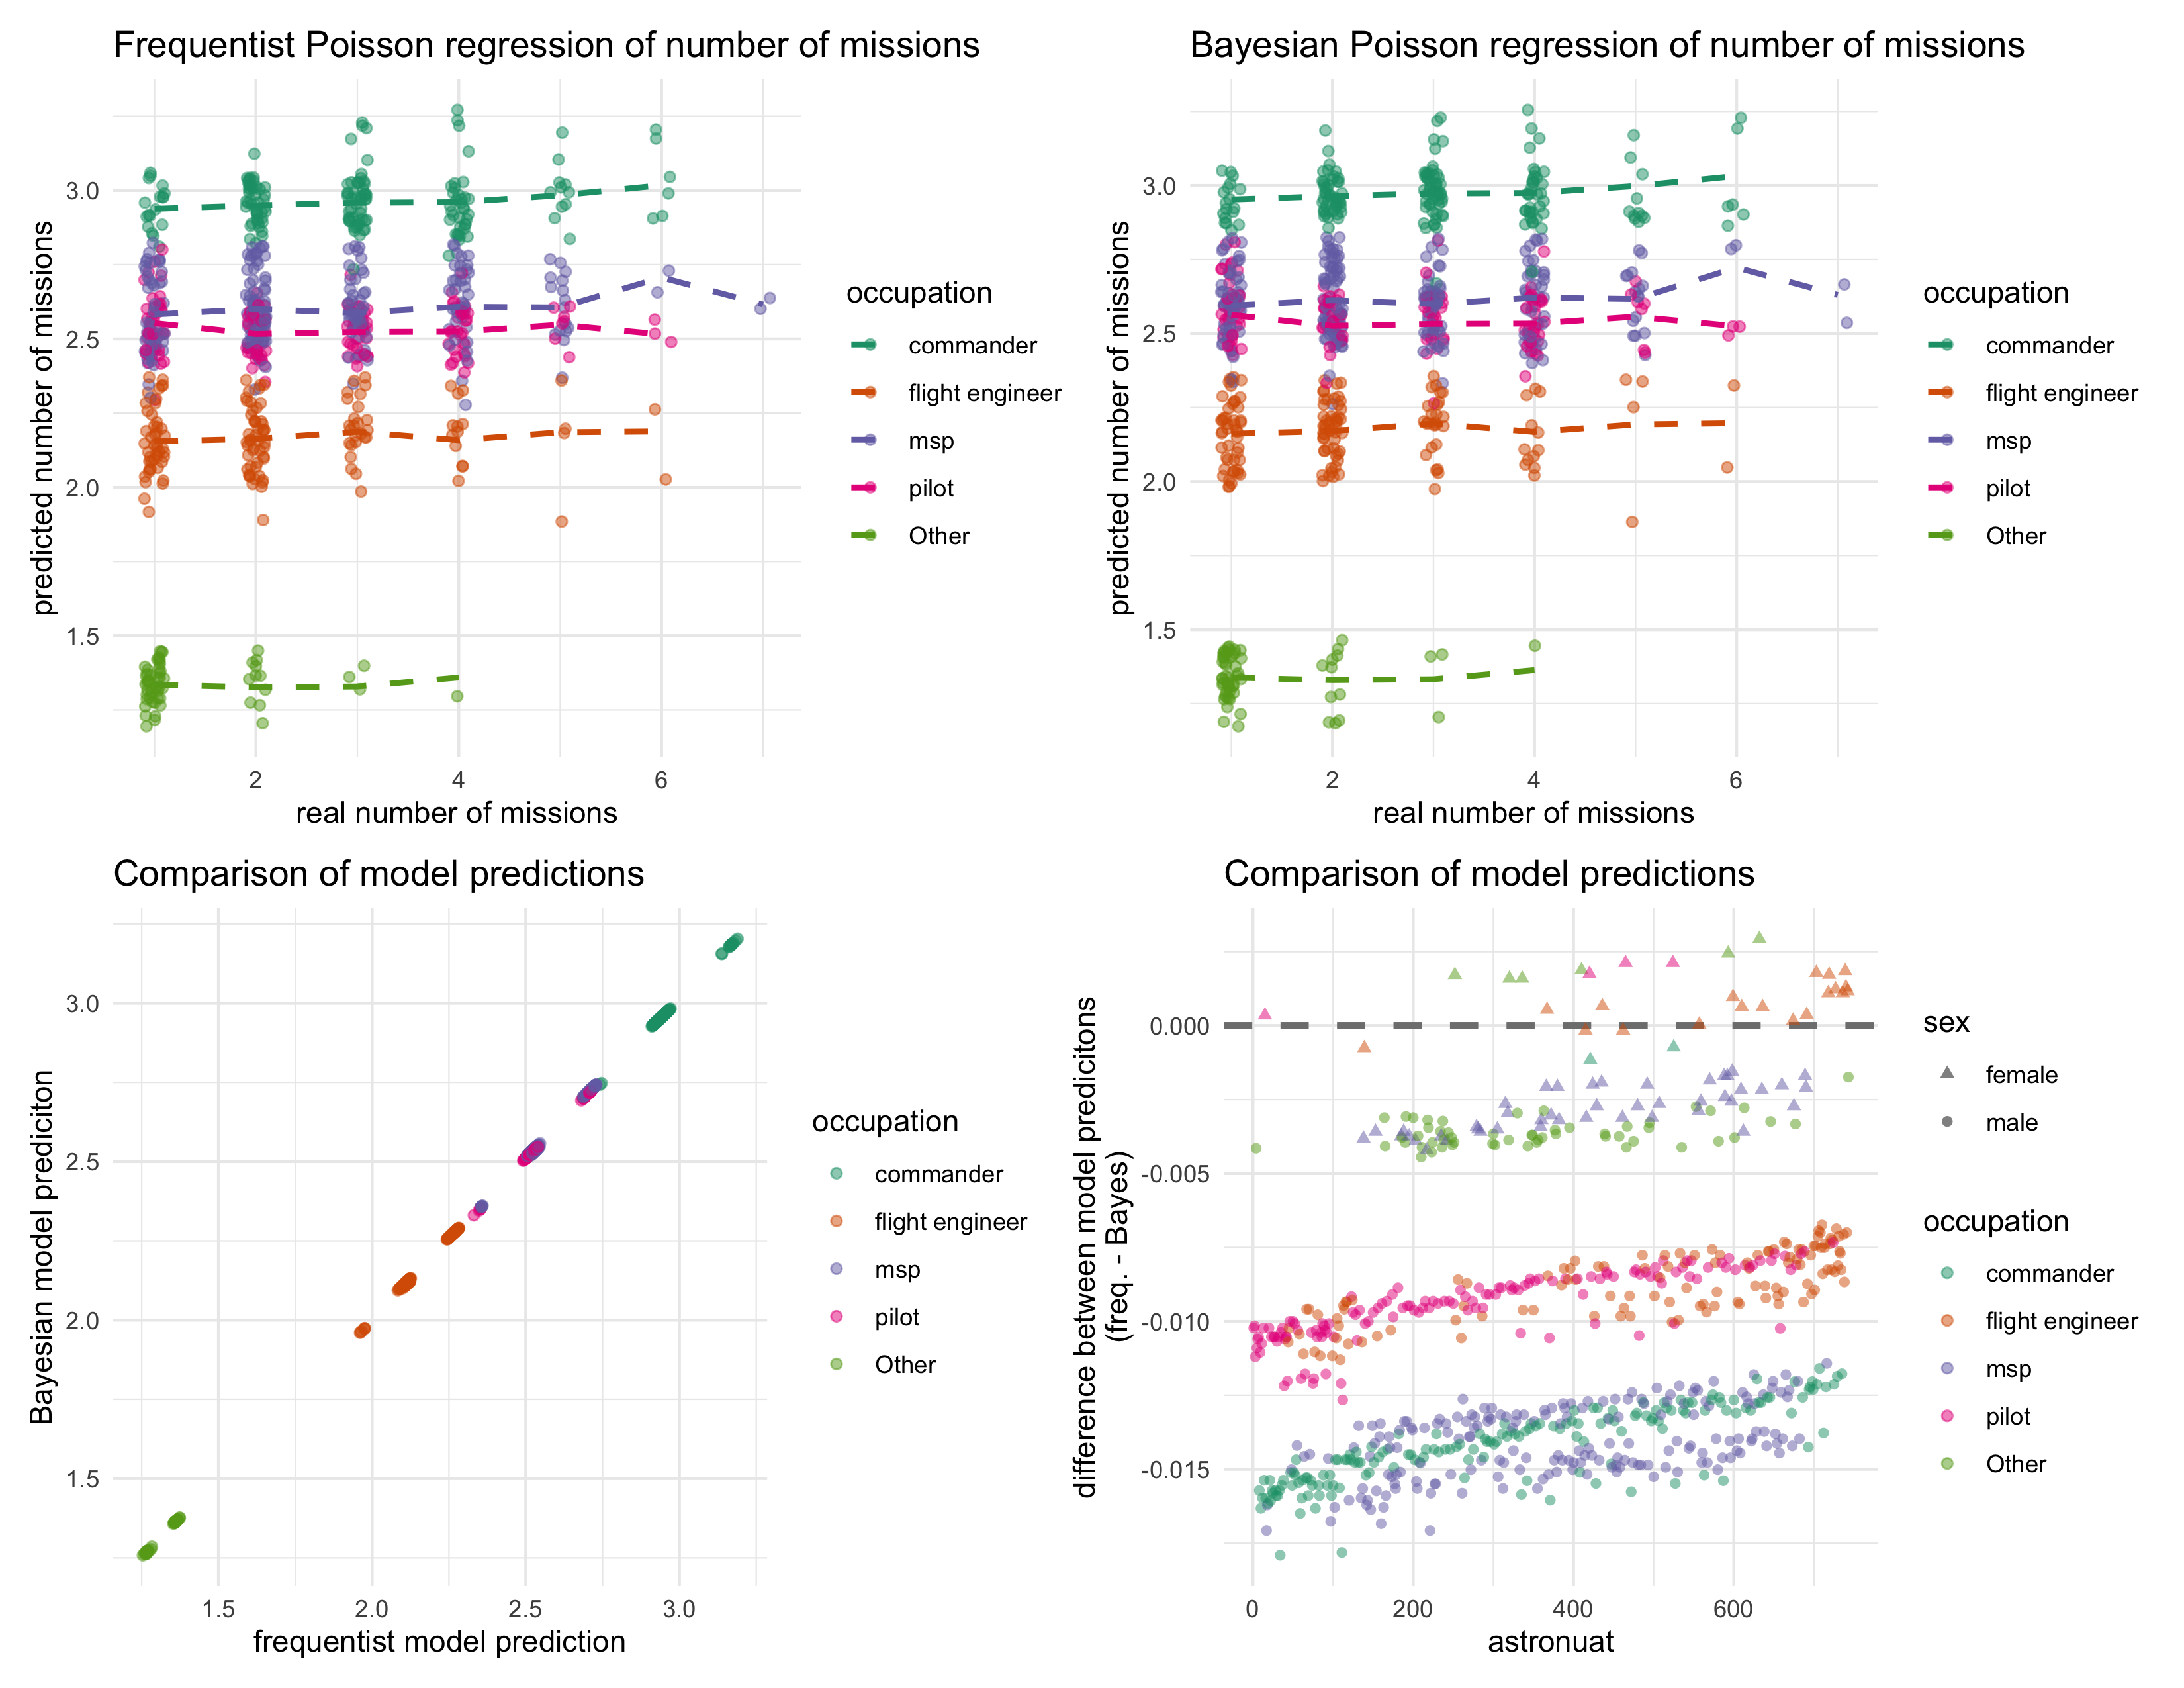 Frequentist Poisson regression of number of missions
predicted number of missions
3.0
2.5
2.0
1.5
2
4
6
real number of missions
occupation
commander
flight engineer
msp
pilot
Other
Bayesian Poisson regression of number of missions
predicted number of missions
3.0
2.5
2.0
1.5
2
4
6
real number of missions
occupation
commander
flight engineer
msp
pilot
Other
Comparison of model predictions
Bayesian model prediciton
3.0
2.5
2.0
1.5
1.5
2.0
2.5
3.0
frequentist model prediction
occupation
commander
flight engineer
msp
pilot
Other
Comparison of model predictions
difference between model predicitons
(freq. - Bayes)
0.000
-0.005
-0.010
-0.015
0
200
400
600
astronuat
sex
female
male
occupation
commander
flight engineer
msp
pilot
Other